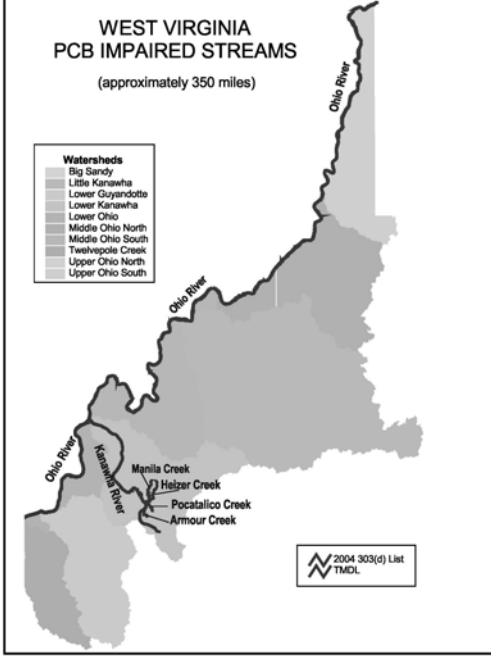 WEST VIRGINIA
PCB IMPAIRED STREAMS
(approximately 350 miles)
Ohio River
Watersheds
Big Sandy
Little Kanawha
Lower Guyandotte
Lower Kanawha
Lower Ohio
Middle Ohio North
Middle Ohio South
Twelvepole Creek
Upper Ohio North
Upper Ohio South
Ohio River
Ohio River
Kanawha River
Manila Creek
Heizer Creek
Pocatalico Creek
Armour Creek
2004 303(d) List
TMDL